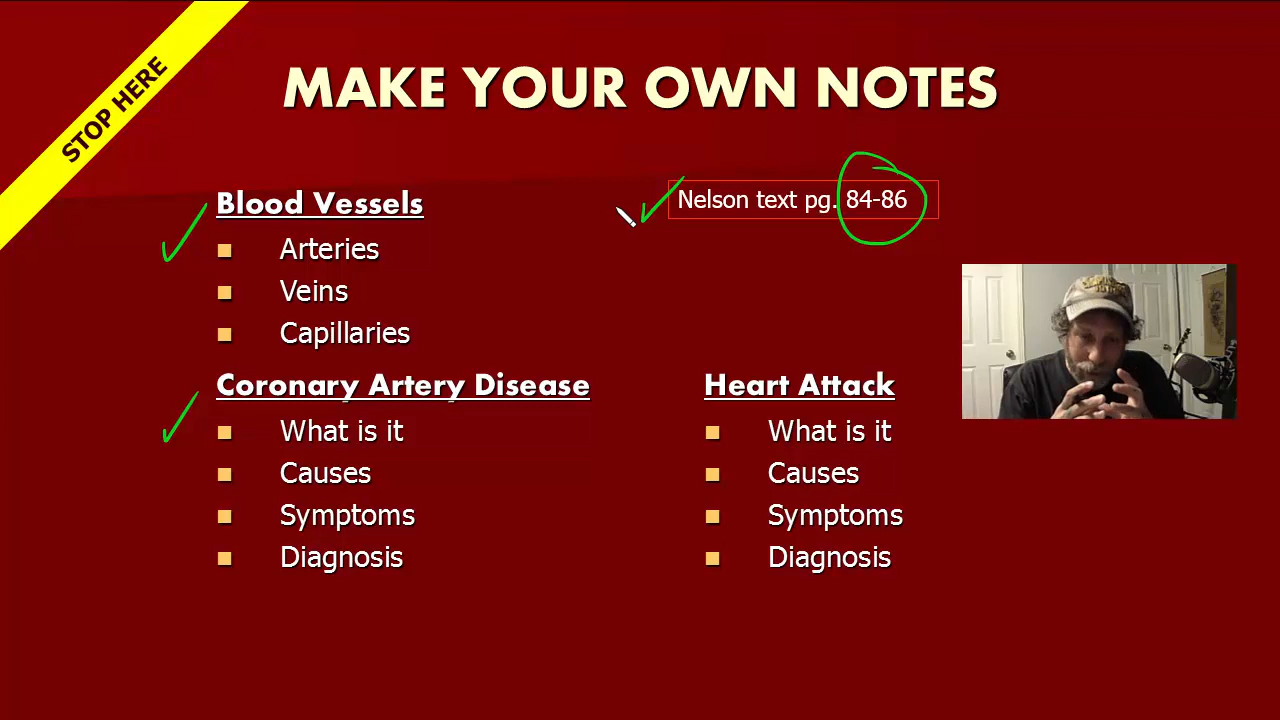 STOP HERE
MAKE YOUR OWN NOTES
Blood Vessels
Arteries
Veins
Capillaries
Nelson text pg. 84-86
Coronary Artery Disease
What is it
Causes
Symptoms
Diagnosis
Heart Attack
What is it
Causes
Symptoms
Diagnosis